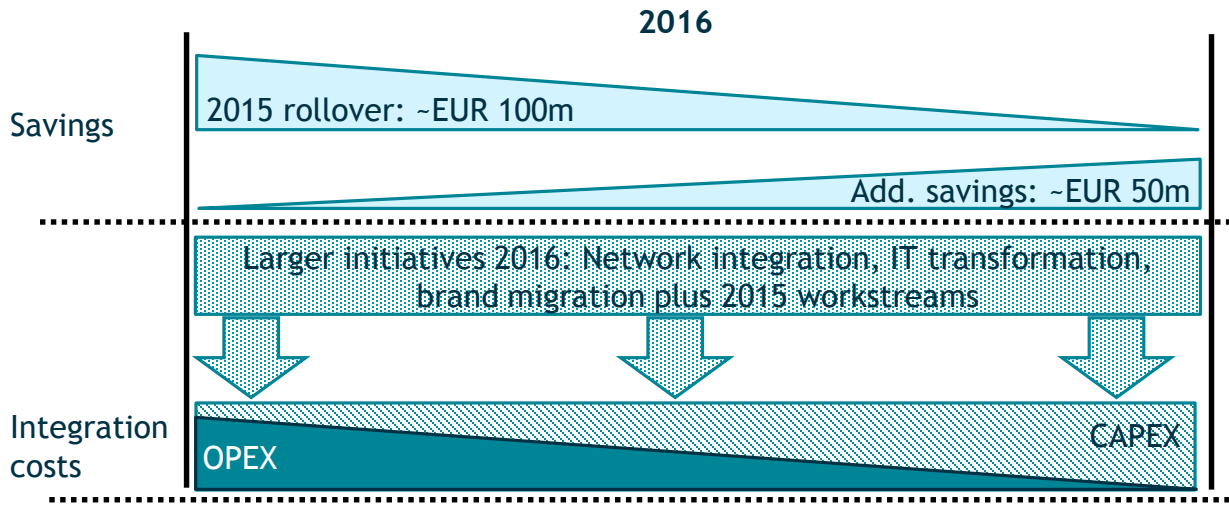 2016
Savings
2015 rollover: ~EUR 100m
Add. savings: ~EUR 50m
Larger initiatives 2016: Network integration, IT transformation,
brand migration plus 2015 workstreams
Integration
costs
OPEX
CAPEX